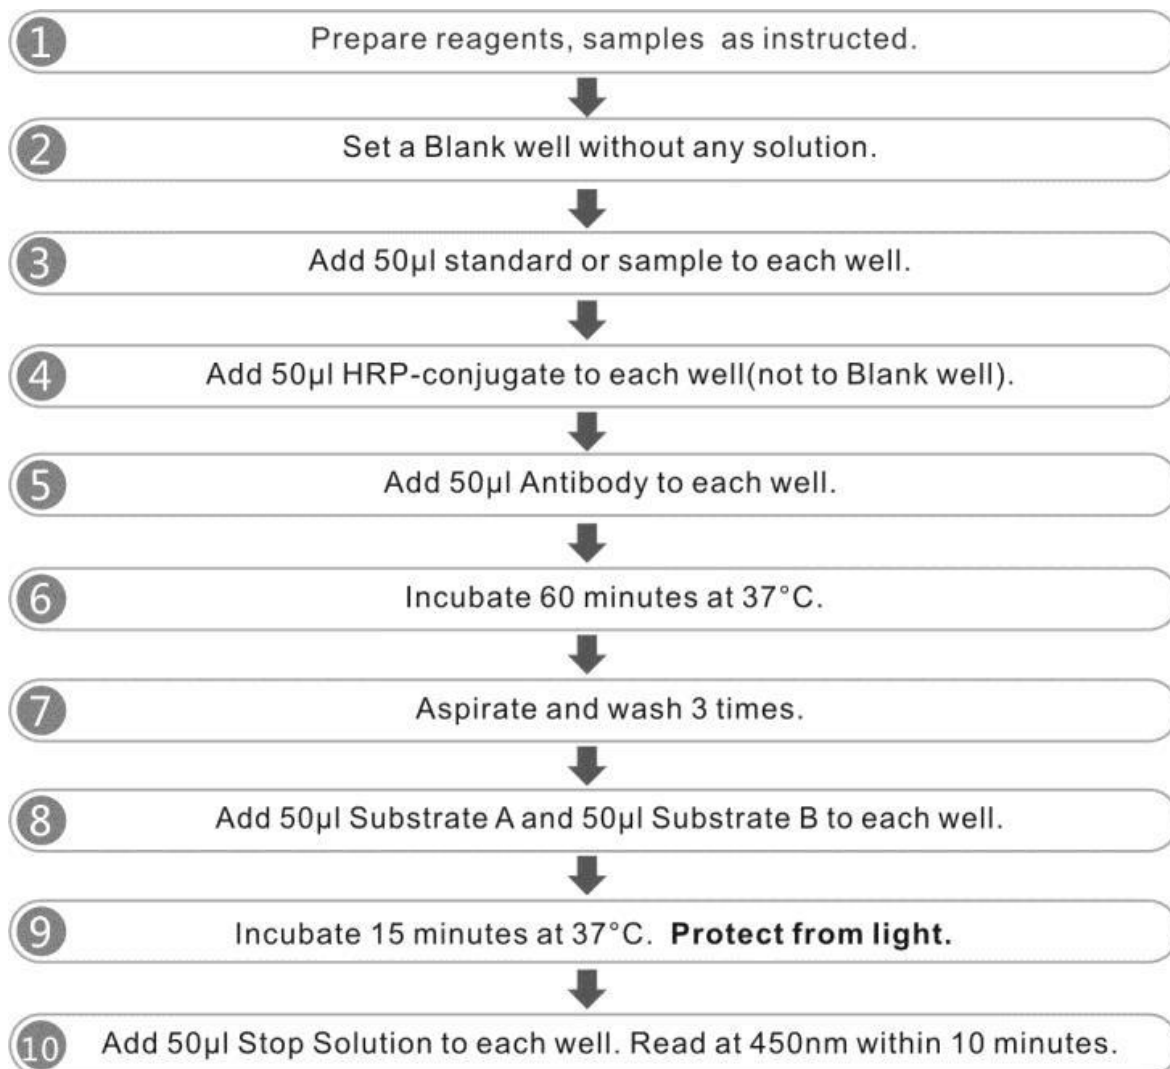 1 Prepare reagents, samples as instructed.
2 Set a Blank well without any solution.
3 Add 50µl standard or sample to each well.
4 Add 50µl HRP-conjugate to each well(not to Blank well).
5 Add 50µl Antibody to each well.
6 Incubate 60 minutes at 37°C.
7 Aspirate and wash 3 times.
8 Add 50µl Substrate A and 50µl Substrate B to each well.
9 Incubate 15 minutes at 37°C. Protect from light.
10 Add 50µl Stop Solution to each well. Read at 450nm within 10 minutes.